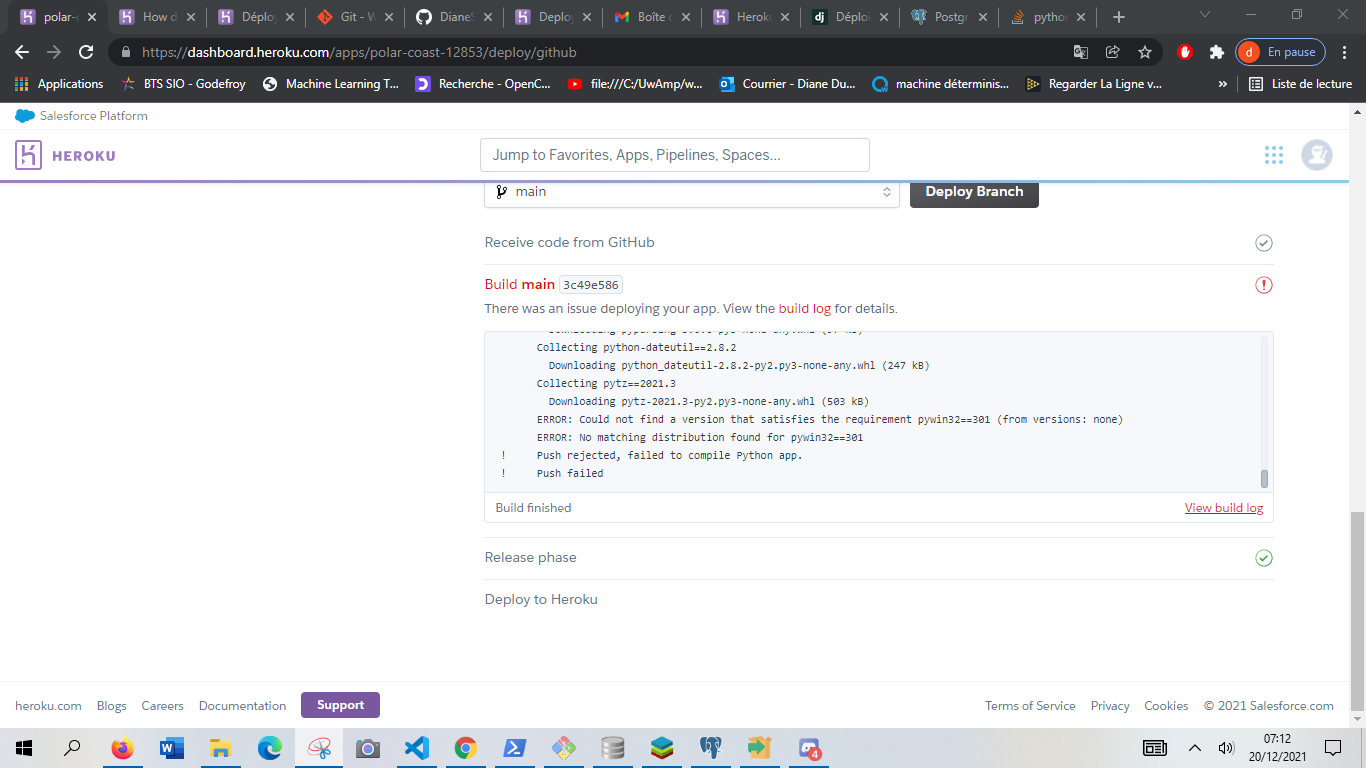 polar-c
How d
Déploy
Git - W
DianeS
Deploy
Boîte d
Heroku
Déploi
Postgr
python
https://dashboard.heroku.com/apps/polar-coast-12853/deploy/github
d En pause
Applications
BTS SIO - Godefroy
Machine Learning T...
Recherche - OpenC...
file:///C:/UwAmp/w...
Courrier - Diane Du...
machine déterminis...
Regarder La Ligne v...
»
Liste de lecture
Salesforce Platform
HEROKU
Jump to Favorites, Apps, Pipelines, Spaces...
main
Deploy Branch
Receive code from GitHub
Build main 3c49e586
There was an issue deploying your app. View the build log for details.
Collecting python-dateutil==2.8.2
Downloading python_dateutil-2.8.2-py2.py3-none-any.whl (247 kB)
Collecting pytz==2021.3
Downloading pytz-2021.3-py2.py3-none-any.whl (503 kB)
ERROR: Could not find a version that satisfies the requirement pywin32==301 (from versions: none)
ERROR: No matching distribution found for pywin32==301
! Push rejected, failed to compile Python app.
! Push failed
Build finished
View build log
Release phase
Deploy to Heroku
heroku.com
Blogs
Careers
Documentation
Support
Terms of Service
Privacy
Cookies
© 2021 Salesforce.com
4
07:12
20/12/2021